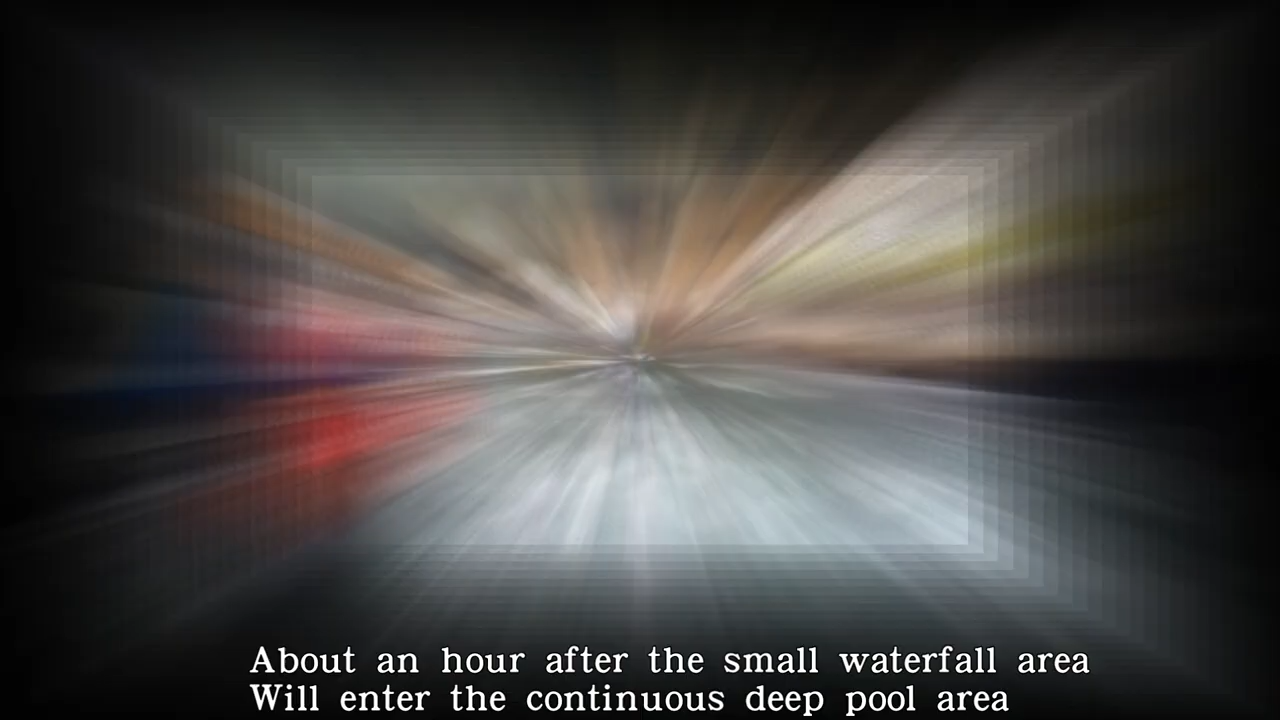 About an hour after the small waterfall area
Will enter the continuous deep pool area